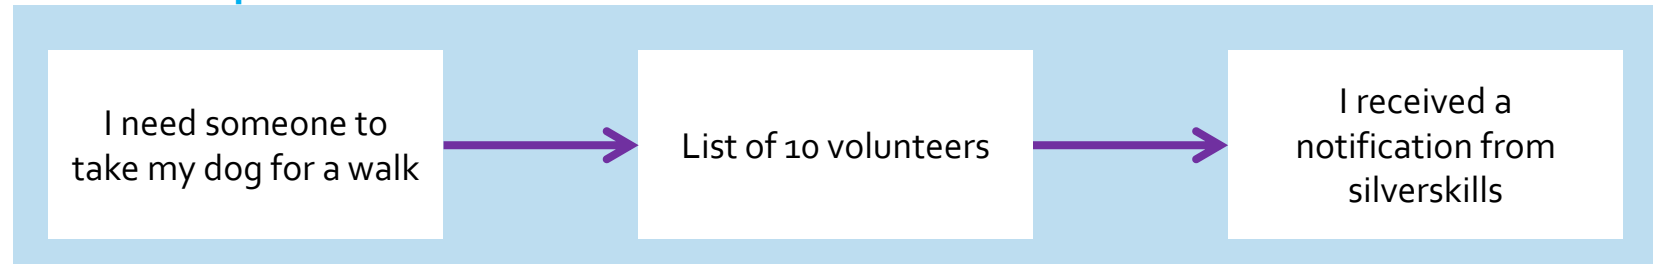 I need someone to
take my dog for a walk
List of 10 volunteers
I received a
notification from
silverskills